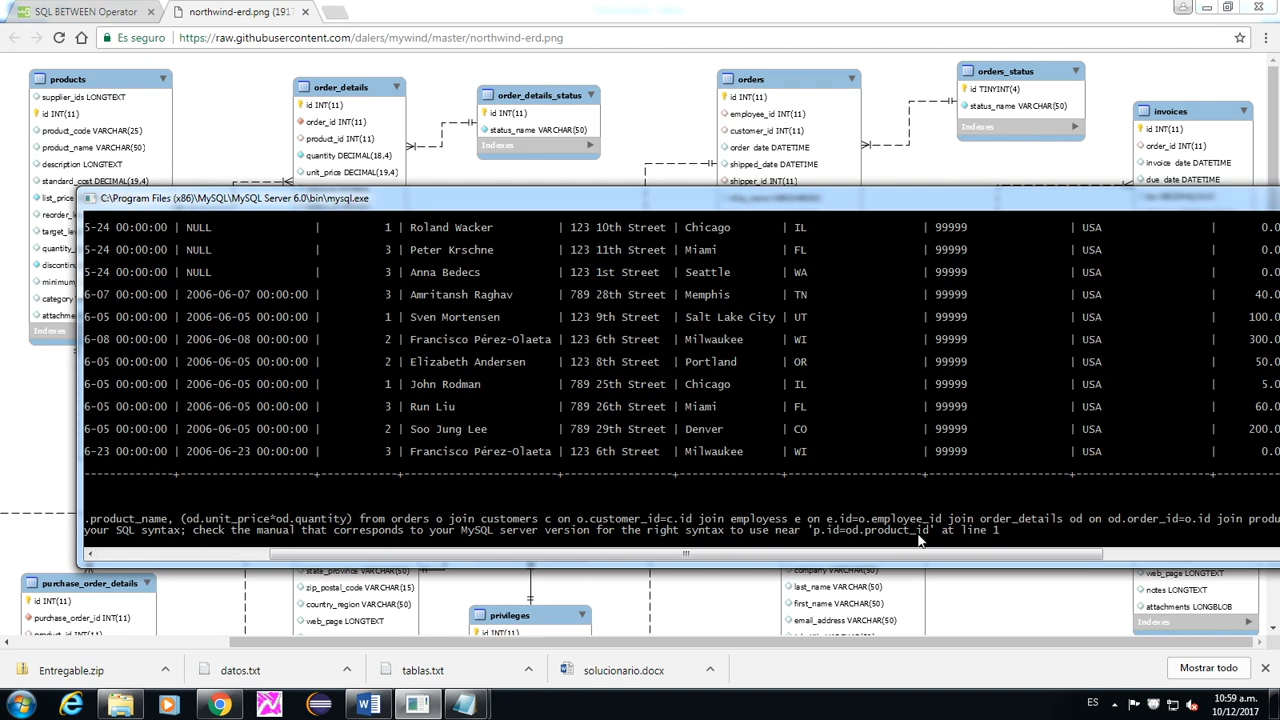 SQL BETWEEN Operator
northwind-erd.png (191
Es seguro
https://raw.githubusercontent.com/dalers/mywind/master/northwind-erd.png
products
supplier_ids LONGTEXT
id INT(11)
product_code VARCHAR(25)
product_name VARCHAR(50)
description LONGTEXT
standard_cost DECIMAL(19,4)
list_price
reorder_
target_le
quantity_
discontin
minimum_
category
attachme
Indexes
order_details
id INT(11)
order_id INT(11)
product_id INT(11)
quantity DECIMAL(18,4)
unit_price DECIMAL(19,4)
order_details_status
id INT(11)
status_name VARCHAR(50)
Indexes
orders
id INT(11)
employee_id INT(11)
customer_id INT(11)
order_date DATETIME
shipped_date DATETIME
shipper_id INT(11)
orders_status
id TINYINT(4)
status_name VARCHAR(50)
Indexes
invoices
id INT(11)
order_id INT(11)
invoice_date DATETIME
due_date DATETIME
C:\Program Files (x86)\MySQL\MySQL Server 6.0\bin\mysql.exe
5-24 00:00:00 | NULL | 1 | Roland Wacker | 123 10th Street | Chicago | IL | 99999 | USA | 0.0
5-24 00:00:00 | NULL | 3 | Peter Krschne | 123 11th Street | Miami | FL | 99999 | USA | 0.0
5-24 00:00:00 | NULL | 3 | Anna Bedecs | 123 1st Street | Seattle | WA | 99999 | USA | 0.0
6-07 00:00:00 | 2006-06-07 00:00:00 | 3 | Amritansh Raghav | 789 28th Street | Memphis | TN | 99999 | USA | 40.0
6-05 00:00:00 | 2006-06-05 00:00:00 | 1 | Sven Mortensen | 123 9th Street | Salt Lake City | UT | 99999 | USA | 100.0
6-08 00:00:00 | 2006-06-08 00:00:00 | 2 | Francisco Pérez-Olaeta | 123 6th Street | Milwaukee | WI | 99999 | USA | 300.0
6-05 00:00:00 | 2006-06-05 00:00:00 | 2 | Elizabeth Andersen | 123 8th Street | Portland | OR | 99999 | USA | 50.0
6-05 00:00:00 | 2006-06-05 00:00:00 | 1 | John Rodman | 789 25th Street | Chicago | IL | 99999 | USA | 5.0
6-05 00:00:00 | 2006-06-05 00:00:00 | 3 | Run Liu | 789 26th Street | Miami | FL | 99999 | USA | 60.0
6-05 00:00:00 | 2006-06-05 00:00:00 | 2 | Soo Jung Lee | 789 29th Street | Denver | CO | 99999 | USA | 200.0
6-23 00:00:00 | 2006-06-23 00:00:00 | 3 | Francisco Pérez-Olaeta | 123 6th Street | Milwaukee | WI | 99999 | USA | 0.0
.product_name, (od.unit_price*od.quantity) from orders o join customers c on o.customer_id=c.id join employess e on e.id=o.employee_id join order_details od on od.order_id=o.id join produ
your SQL syntax; check the manual that corresponds to your MySQL server version for the right syntax to use near 'p.id=od.product_id' at line 1
purchase_order_details
id INT(11)
purchase_order_id INT(11)
product_id INT(11)
state_province VARCHAR(50)
zip_postal_code VARCHAR(15)
country_region VARCHAR(50)
web_page LONGTEXT
privileges
id INT(11)
company VARCHAR(50)
last_name VARCHAR(50)
first_name VARCHAR(50)
email_address VARCHAR(50)
web_page LONGTEXT
notes LONGTEXT
attachments LONGBLOB
Indexes
Entregable.zip
datos.txt
tablas.txt
solucionario.docx
Mostrar todo
ES
10:59 a.m.
10/12/2017